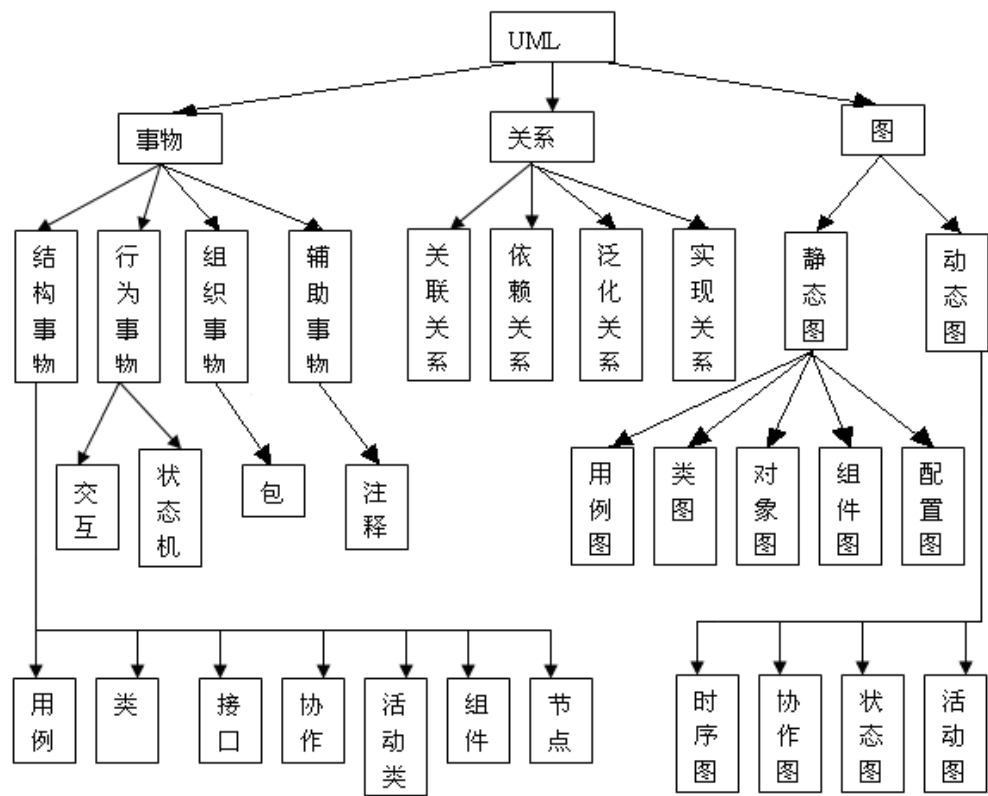 UML
事物
关系
图
结构事物
行为事物
组织事物
辅助事物
关联关系
依赖关系
泛化关系
实现关系
静态图
动态图
交互
状态机
包
注释
用例图
类图
对象图
组件图
配置图
用例
类
接口
协作
活动类
组件
节点
时序图
协作图
状态图
活动图